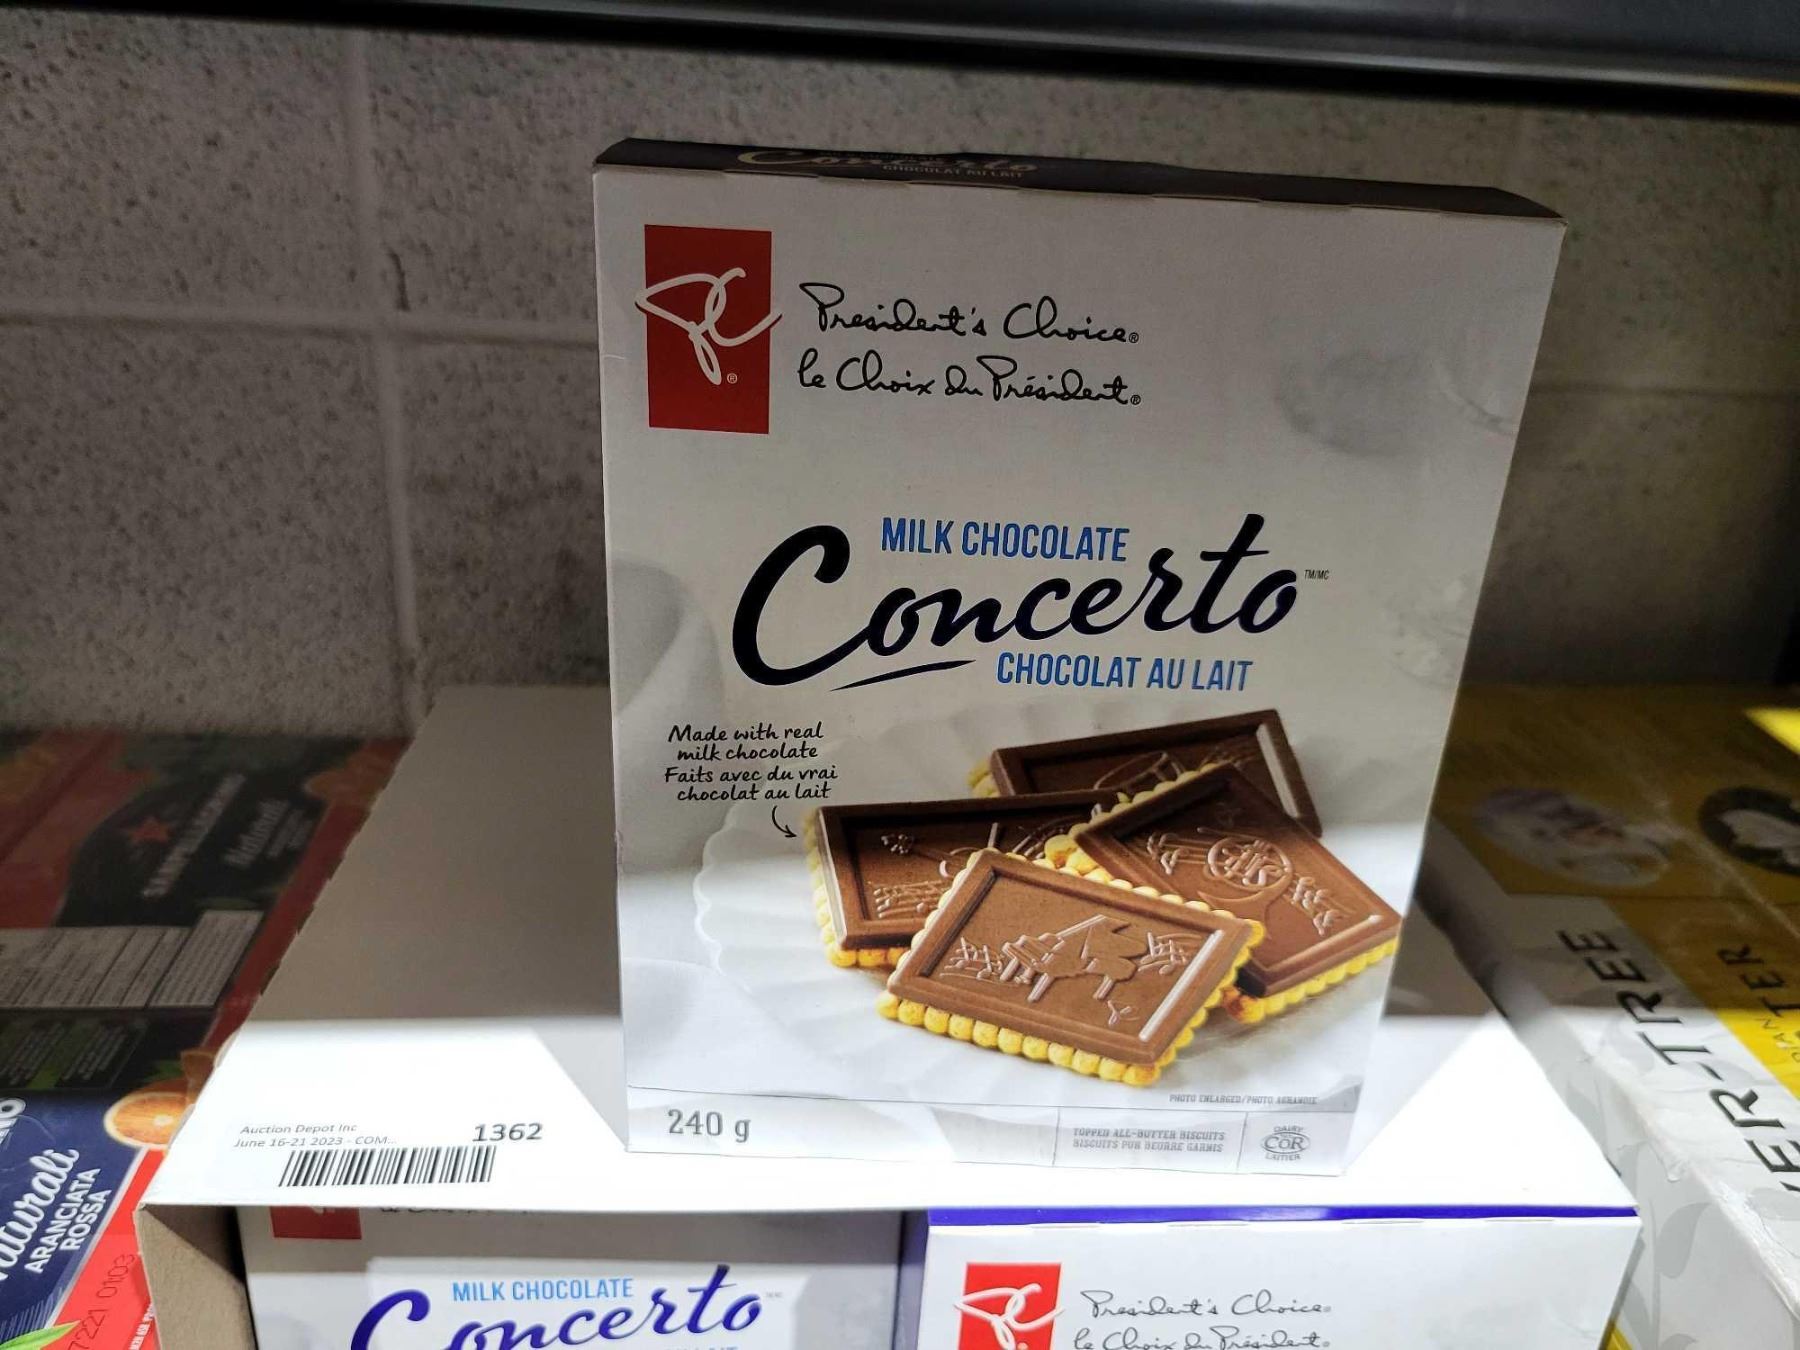 Concerto
CHOCOLAT AU LAIT
President's Choice®
le Choix du Président®
MILK CHOCOLATE
Concerto TM/MC
CHOCOLAT AU LAIT
Made with real
milk chocolate
Faits avec du vrai
chocolat au lait
PHOTO ENLARGED/PHOTO AGRANDIE
240 g
TOPPED ALL-BUTTER BISCUITS
BISCUITS PUR BEURRE GARNIS
DAIRY
COR
LAITIER
Auction Depot Inc
June 16-21 2023 - COM...
1362
MILK CHOCOLATE
Concerto
President's Choice®
le Choix du Président®
SANPELLEGRINO
Naturali
ARANCIATA
ROSSA